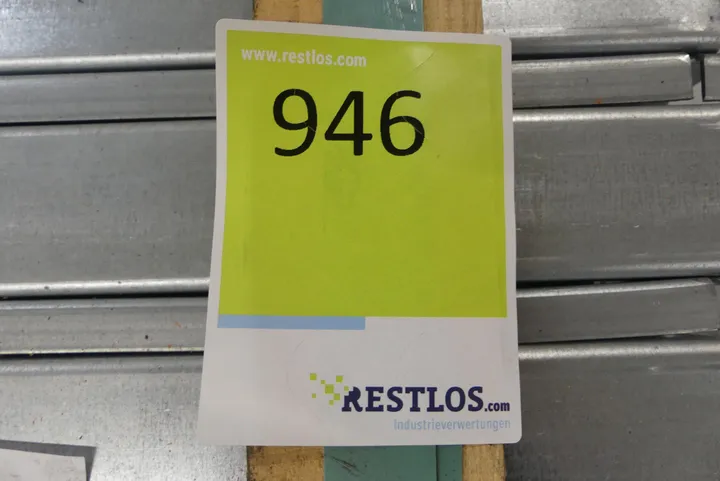 www.restlos.com
946
RESTLOS.com
industrieverwertungen